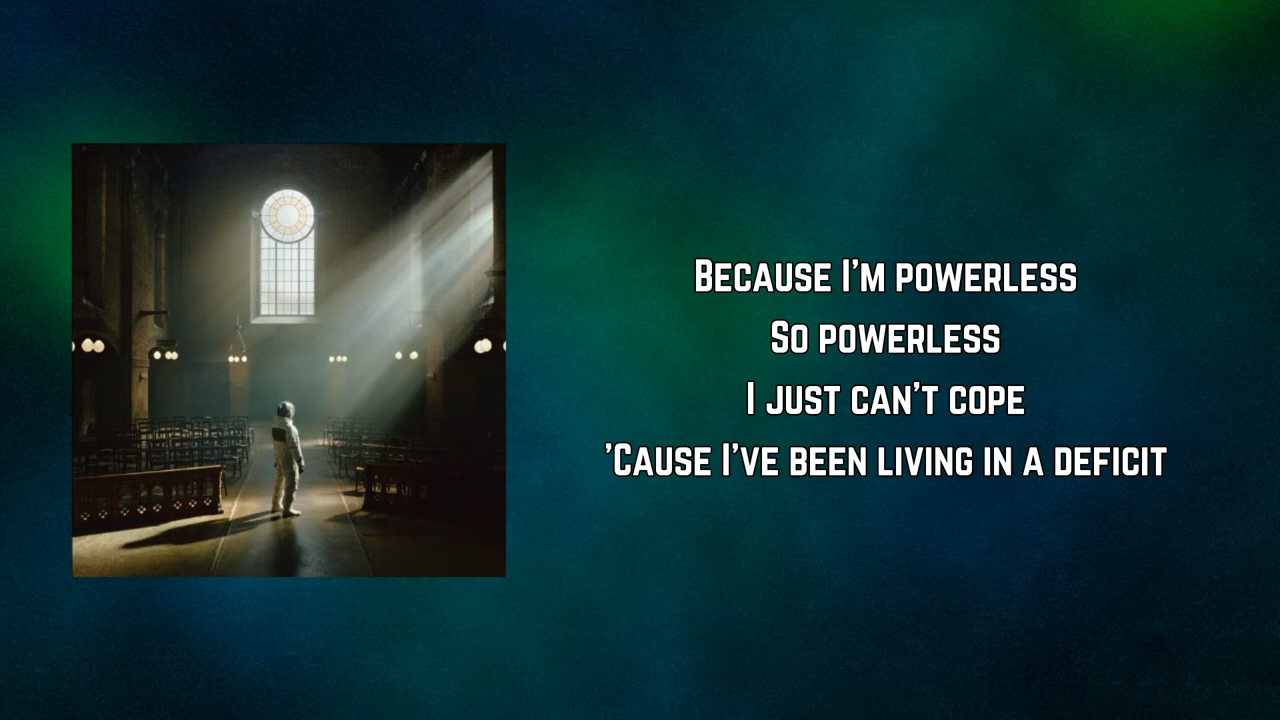 Because I'm powerless
So powerless
I just can't cope
'Cause I've been living in a deficit